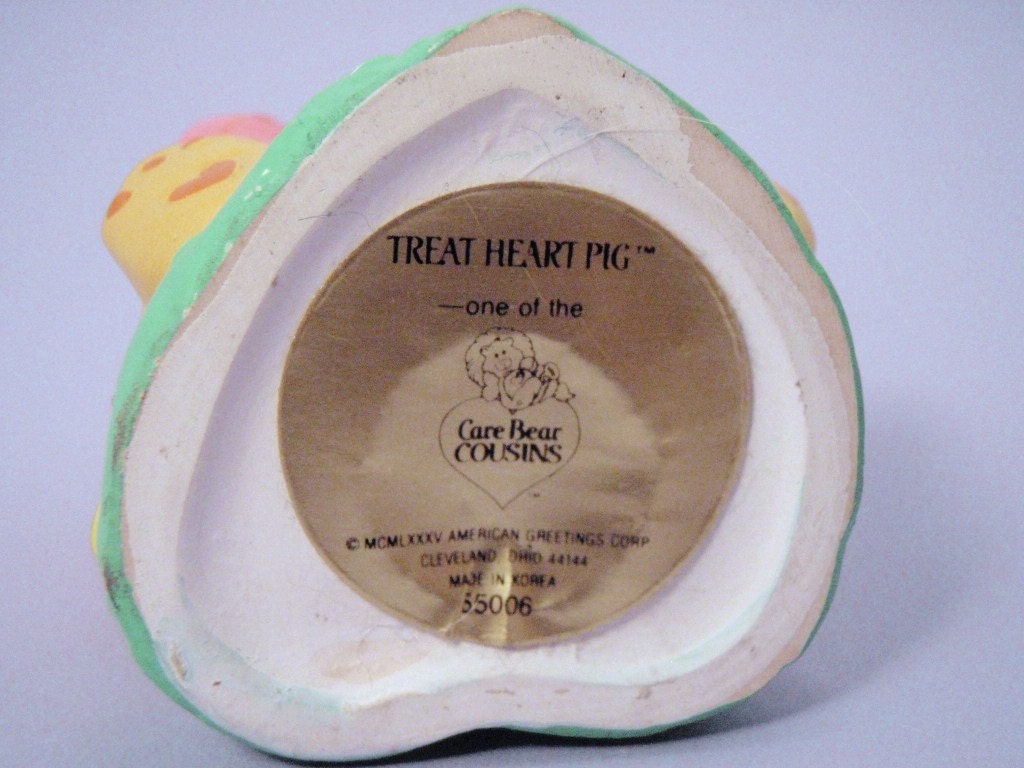 TREAT HEART PIG™
—one of the
Care Bear
COUSINS
™
© MCMLXXXV AMERICAN GREETINGS CORP
CLEVELAND, OHIO 44144
MADE IN KOREA
55006